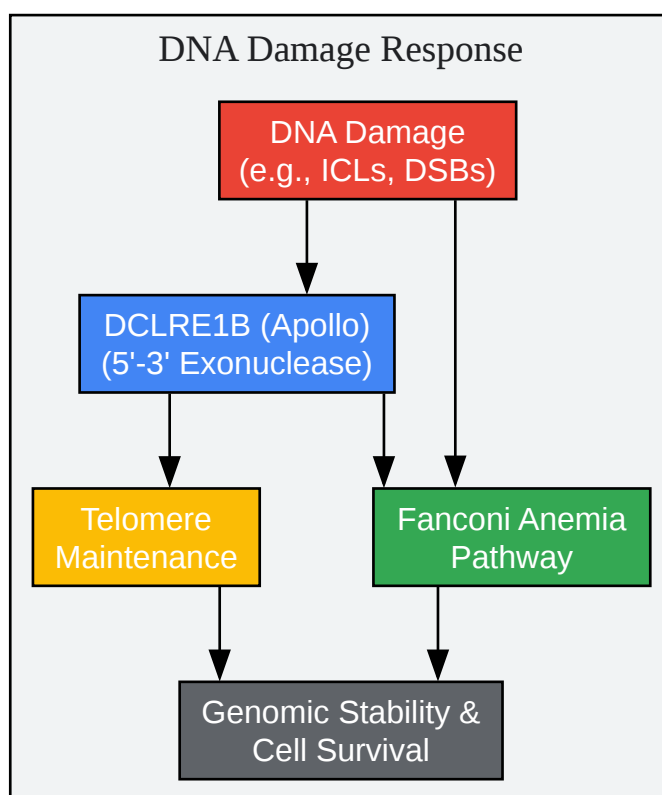 DNA Damage Response
DNA Damage
(e.g., ICLs, DSBs)
DCLRE1B (Apollo)
(5'-3' Exonuclease)
Telomere
Maintenance
Fanconi Anemia
Pathway
Genomic Stability &
Cell Survival